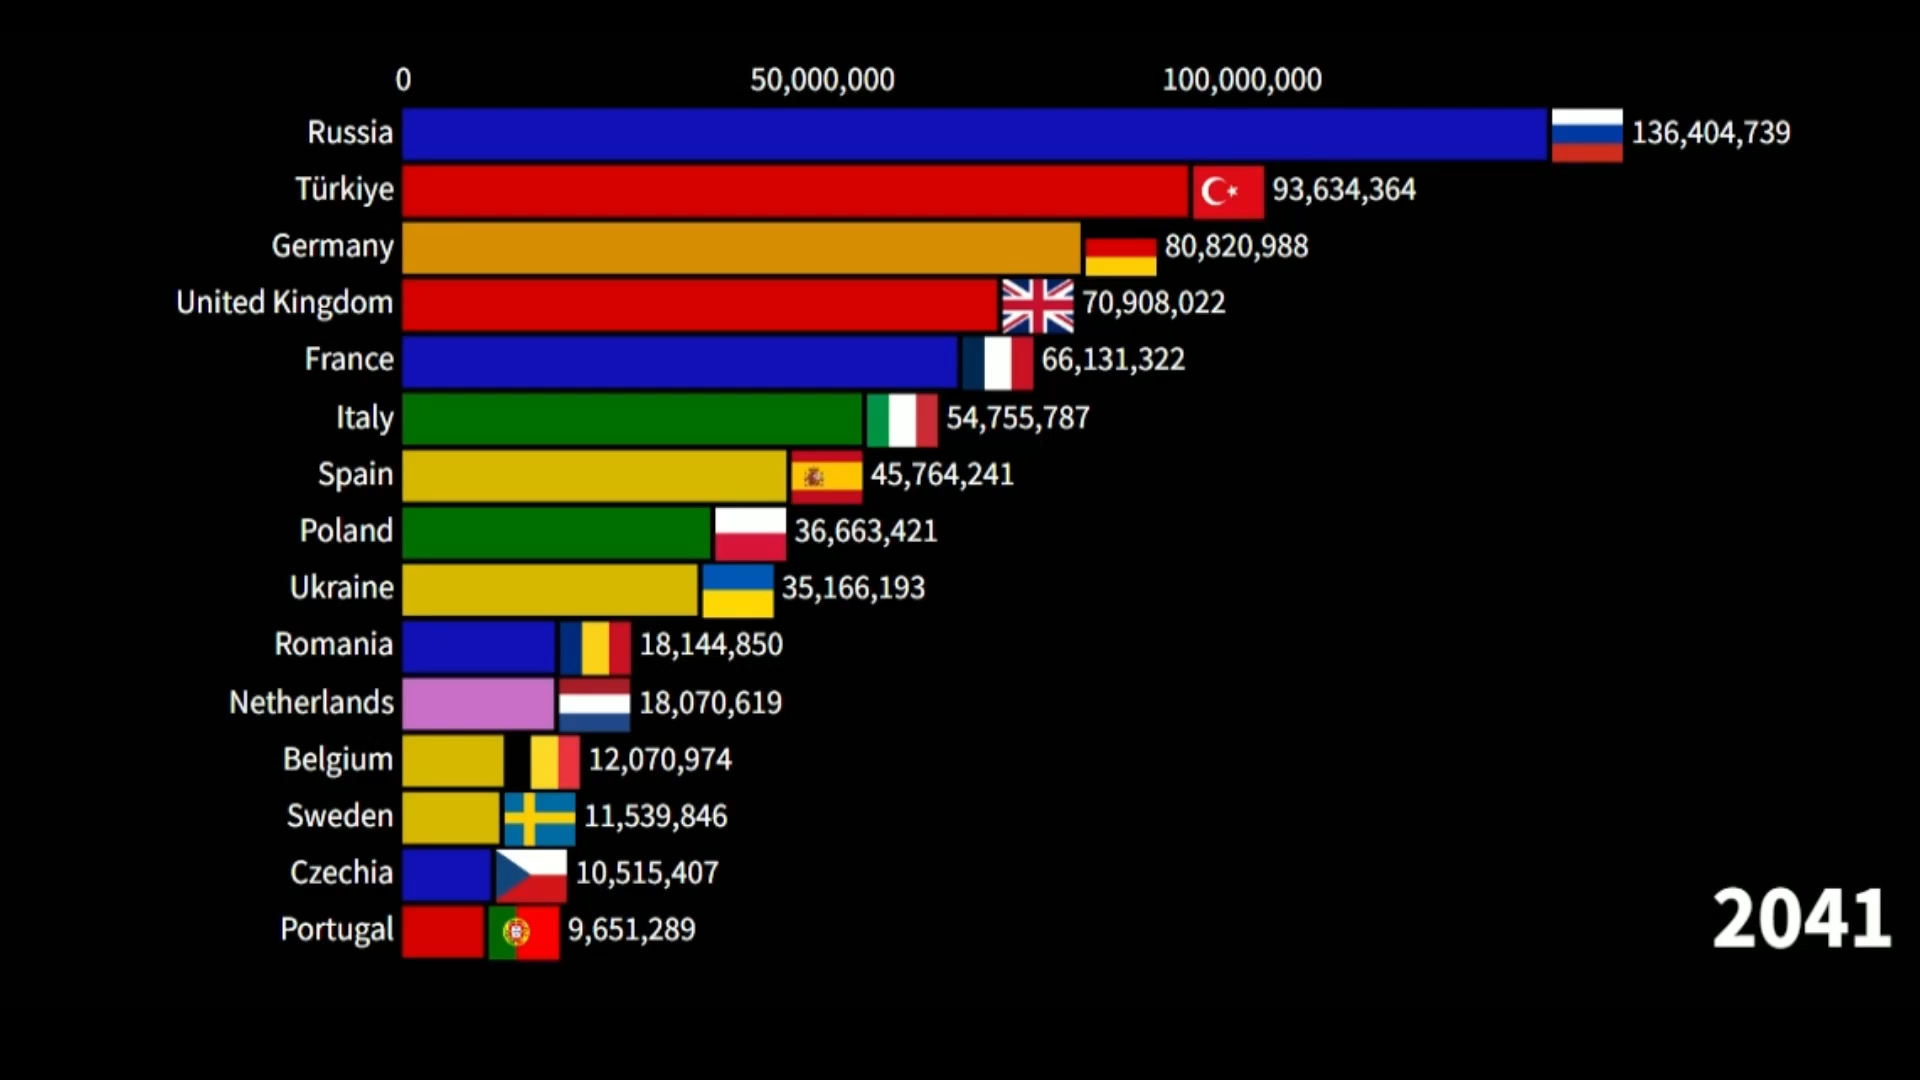 0 50,000,000 100,000,000
Russia 136,404,739
Türkiye 93,634,364
Germany 80,820,988
United Kingdom 70,908,022
France 66,131,322
Italy 54,755,787
Spain 45,764,241
Poland 36,663,421
Ukraine 35,166,193
Romania 18,144,850
Netherlands 18,070,619
Belgium 12,070,974
Sweden 11,539,846
Czechia 10,515,407
Portugal 9,651,289
2041